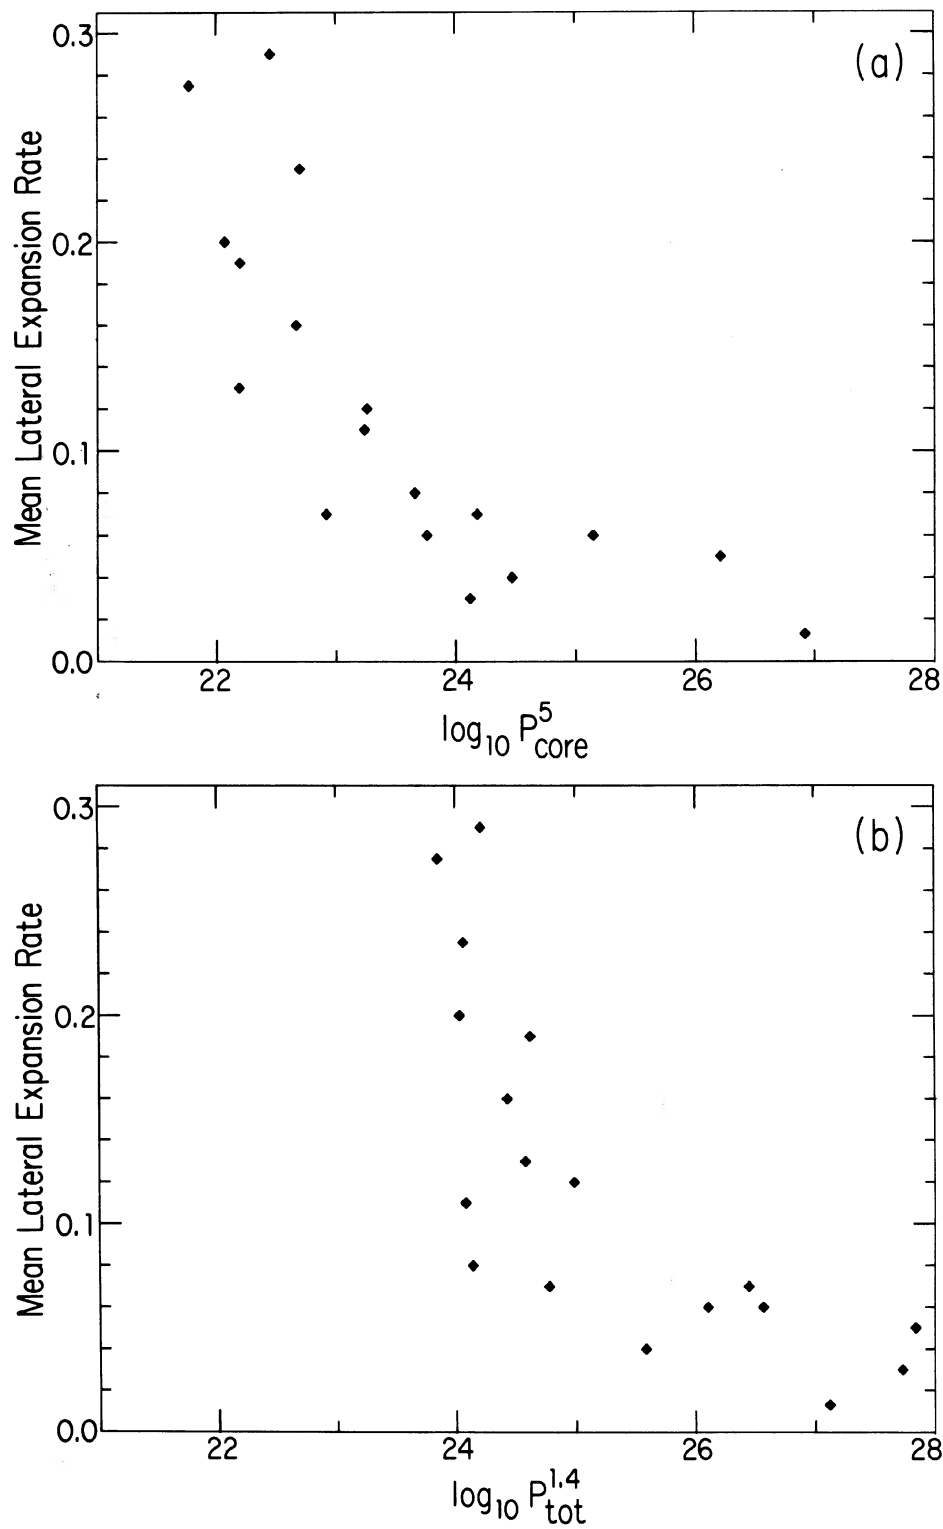 (a)
0.3
0.2
0.1
0.0
Mean Lateral Expansion Rate
22 24 26 28
log₁₀ P⁵core
(b)
0.3
0.2
0.1
0.0
Mean Lateral Expansion Rate
22 24 26 28
log₁₀ P¹·⁴tot